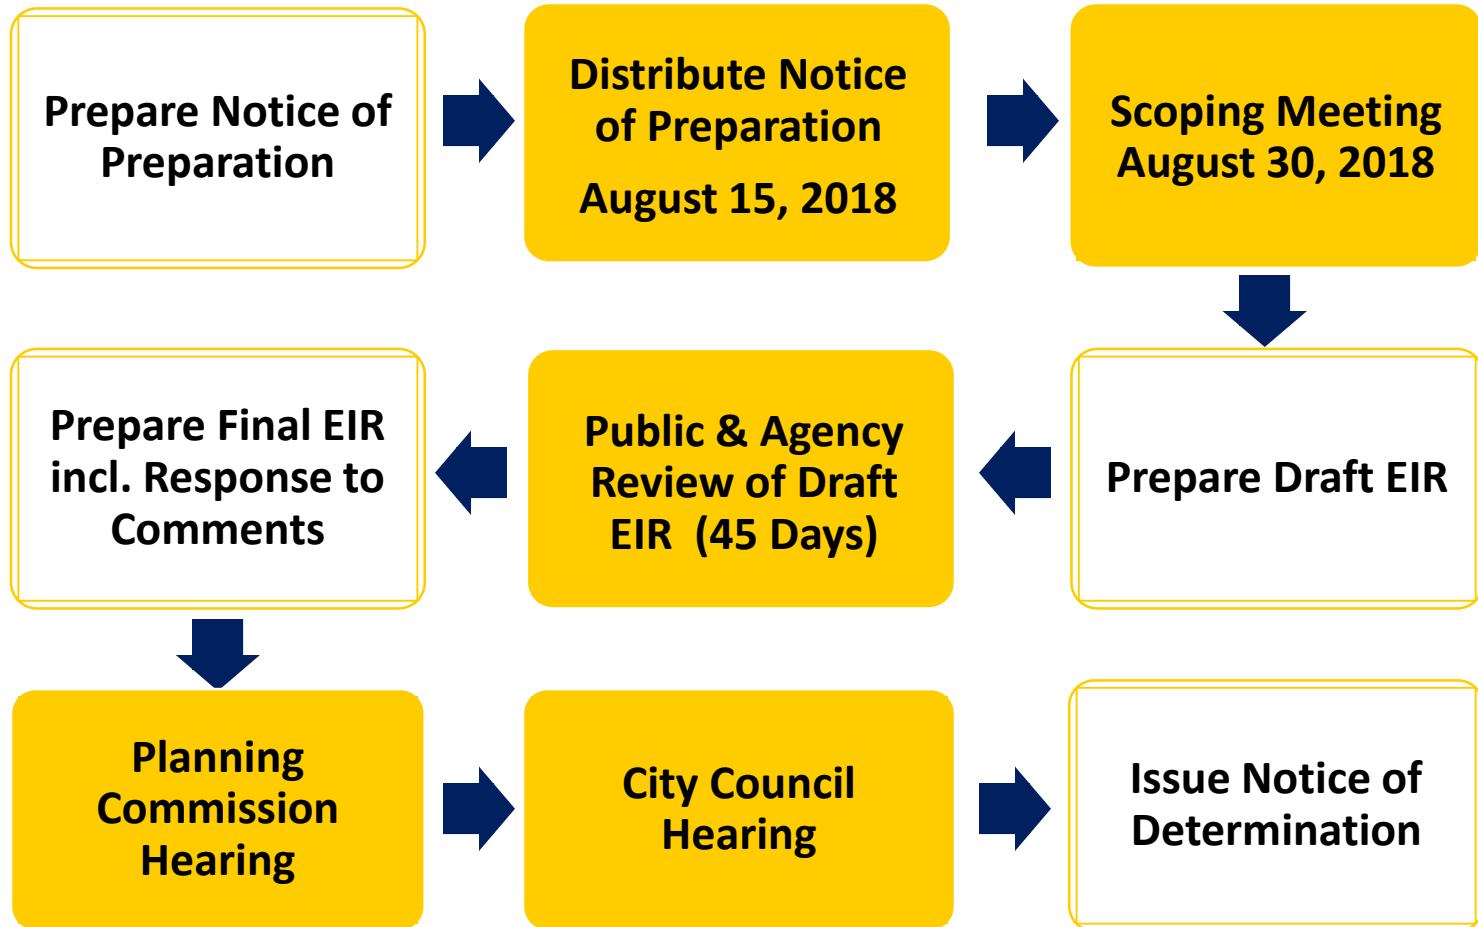 Prepare Notice of
Preparation
Distribute Notice
of Preparation
August 15, 2018
Scoping Meeting
August 30, 2018
Prepare Draft EIR
Public & Agency
Review of Draft
EIR (45 Days)
Prepare Final EIR
incl. Response to
Comments
Planning
Commission
Hearing
City Council
Hearing
Issue Notice of
Determination